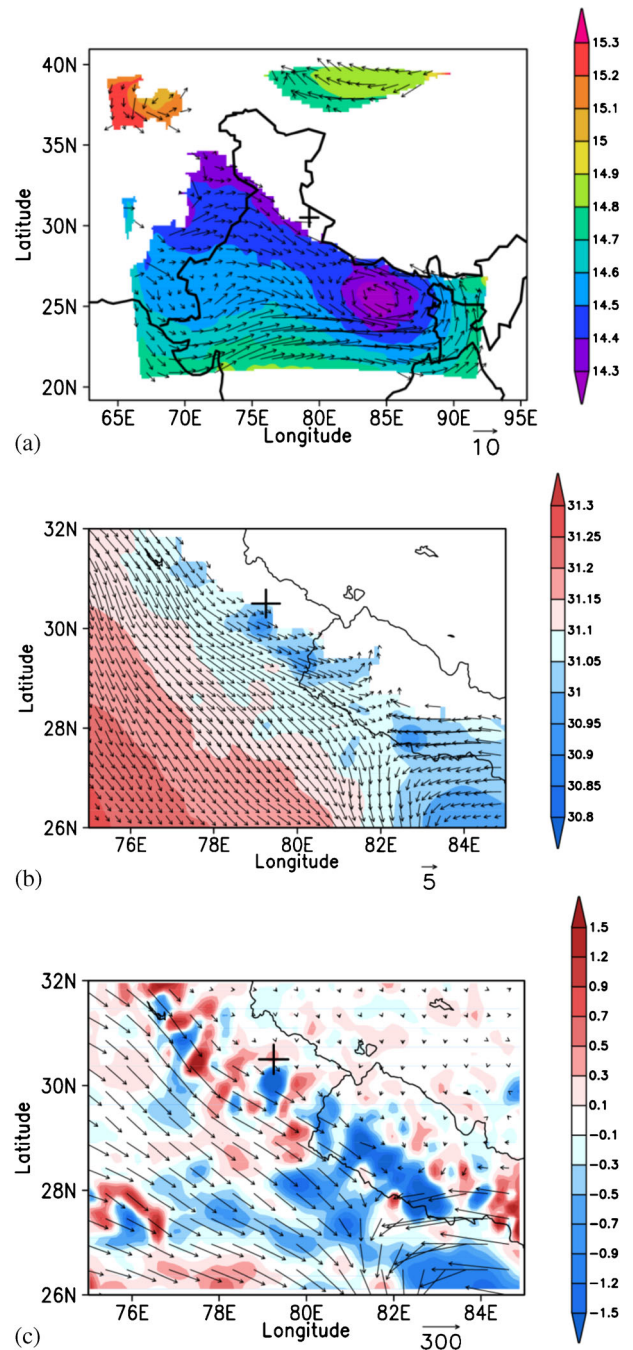 40N
35N
30N
25N
20N
Latitude
65E 70E 75E 80E 85E 90E 95E
Longitude
10
(a)
15.3
15.2
15.1
15
14.9
14.8
14.7
14.6
14.5
14.4
14.3
32N
30N
28N
26N
Latitude
76E 78E 80E 82E 84E
Longitude
5
(b)
31.3
31.25
31.2
31.15
31.1
31.05
31
30.95
30.9
30.85
30.8
32N
30N
28N
26N
Latitude
76E 78E 80E 82E 84E
Longitude
300
(c)
1.5
1.2
0.9
0.7
0.5
0.3
0.1
−0.1
−0.3
−0.5
−0.7
−0.9
−1.2
−1.5